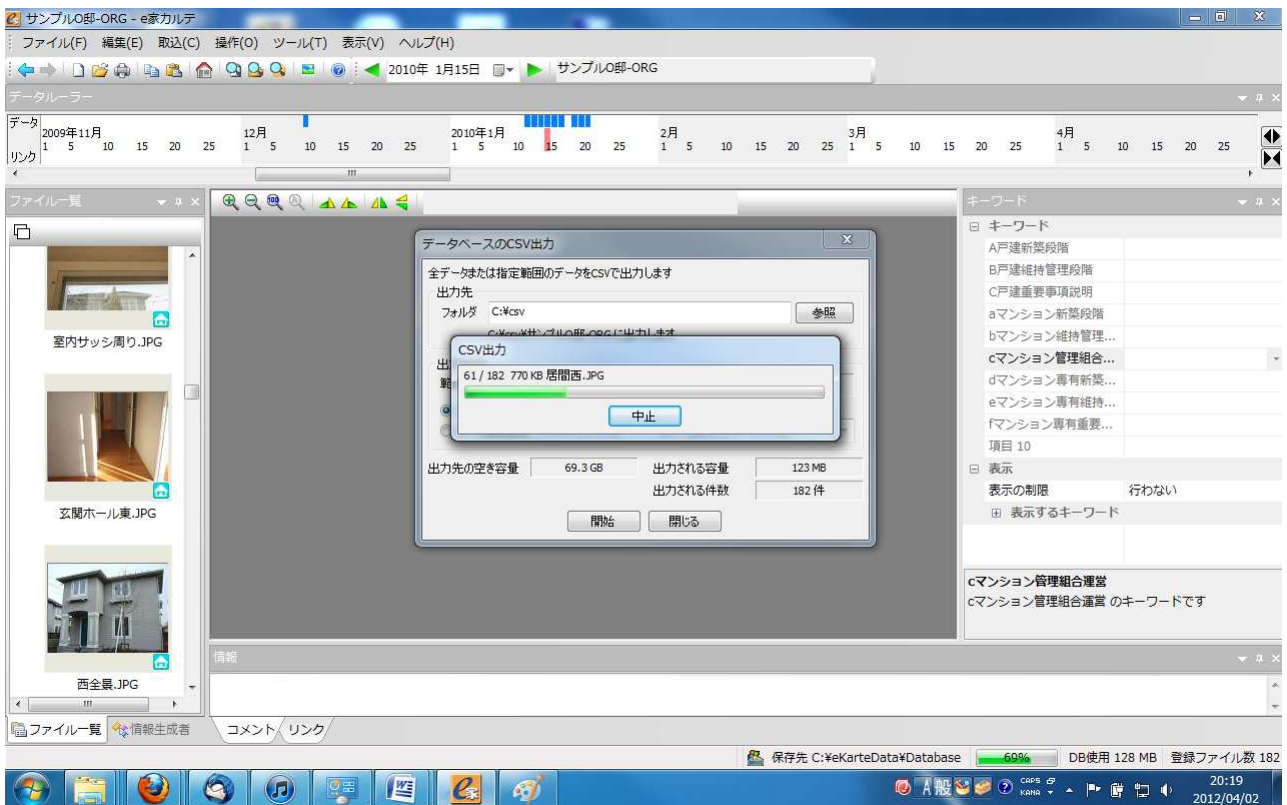 サンプルO邸-ORG - e家カルテ
ファイル(F) 編集(E) 取込(C) 操作(O) ツール(T) 表示(V) ヘルプ(H)
2010年 1月15日
サンプルO邸-ORG
データルーラー
データ
2009年11月 12月 2010年1月 2月 3月 4月
1 5 10 15 20 25 1 5 10 15 20 25 1 5 10 15 20 25 1 5 10 15 20 25 1 5 10 15 20 25 1 5 10 15 20 25
リンク
ファイル一覧
室内サッシ周り.JPG
玄関ホール東.JPG
西全景.JPG
ファイル一覧 情報生成者
データベースのCSV出力
全データまたは指定範囲のデータをCSVで出力します
出力先
フォルダ C:¥csv 参照
C:¥csv¥サンプルO邸-ORG に出力します
CSV出力
61 / 182 770 KB 居間西.JPG
中止
出力先の空き容量 69.3 GB 出力される容量 123 MB
出力される件数 182 件
開始 閉じる
キーワード
キーワード
A戸建新築段階
B戸建維持管理段階
C戸建重要事項説明
aマンション新築段階
bマンション維持管理...
cマンション管理組合...
dマンション専有新築...
eマンション専有維持...
fマンション専有重要...
項目 10
表示
表示の制限 行わない
表示するキーワード
cマンション管理組合運営
cマンション管理組合運営 のキーワードです
情報
コメント リンク
保存先 C:¥eKarteData¥Database 69% DB使用 128 MB 登録ファイル数 182
A 般 CAPS KANA
20:19
2012/04/02